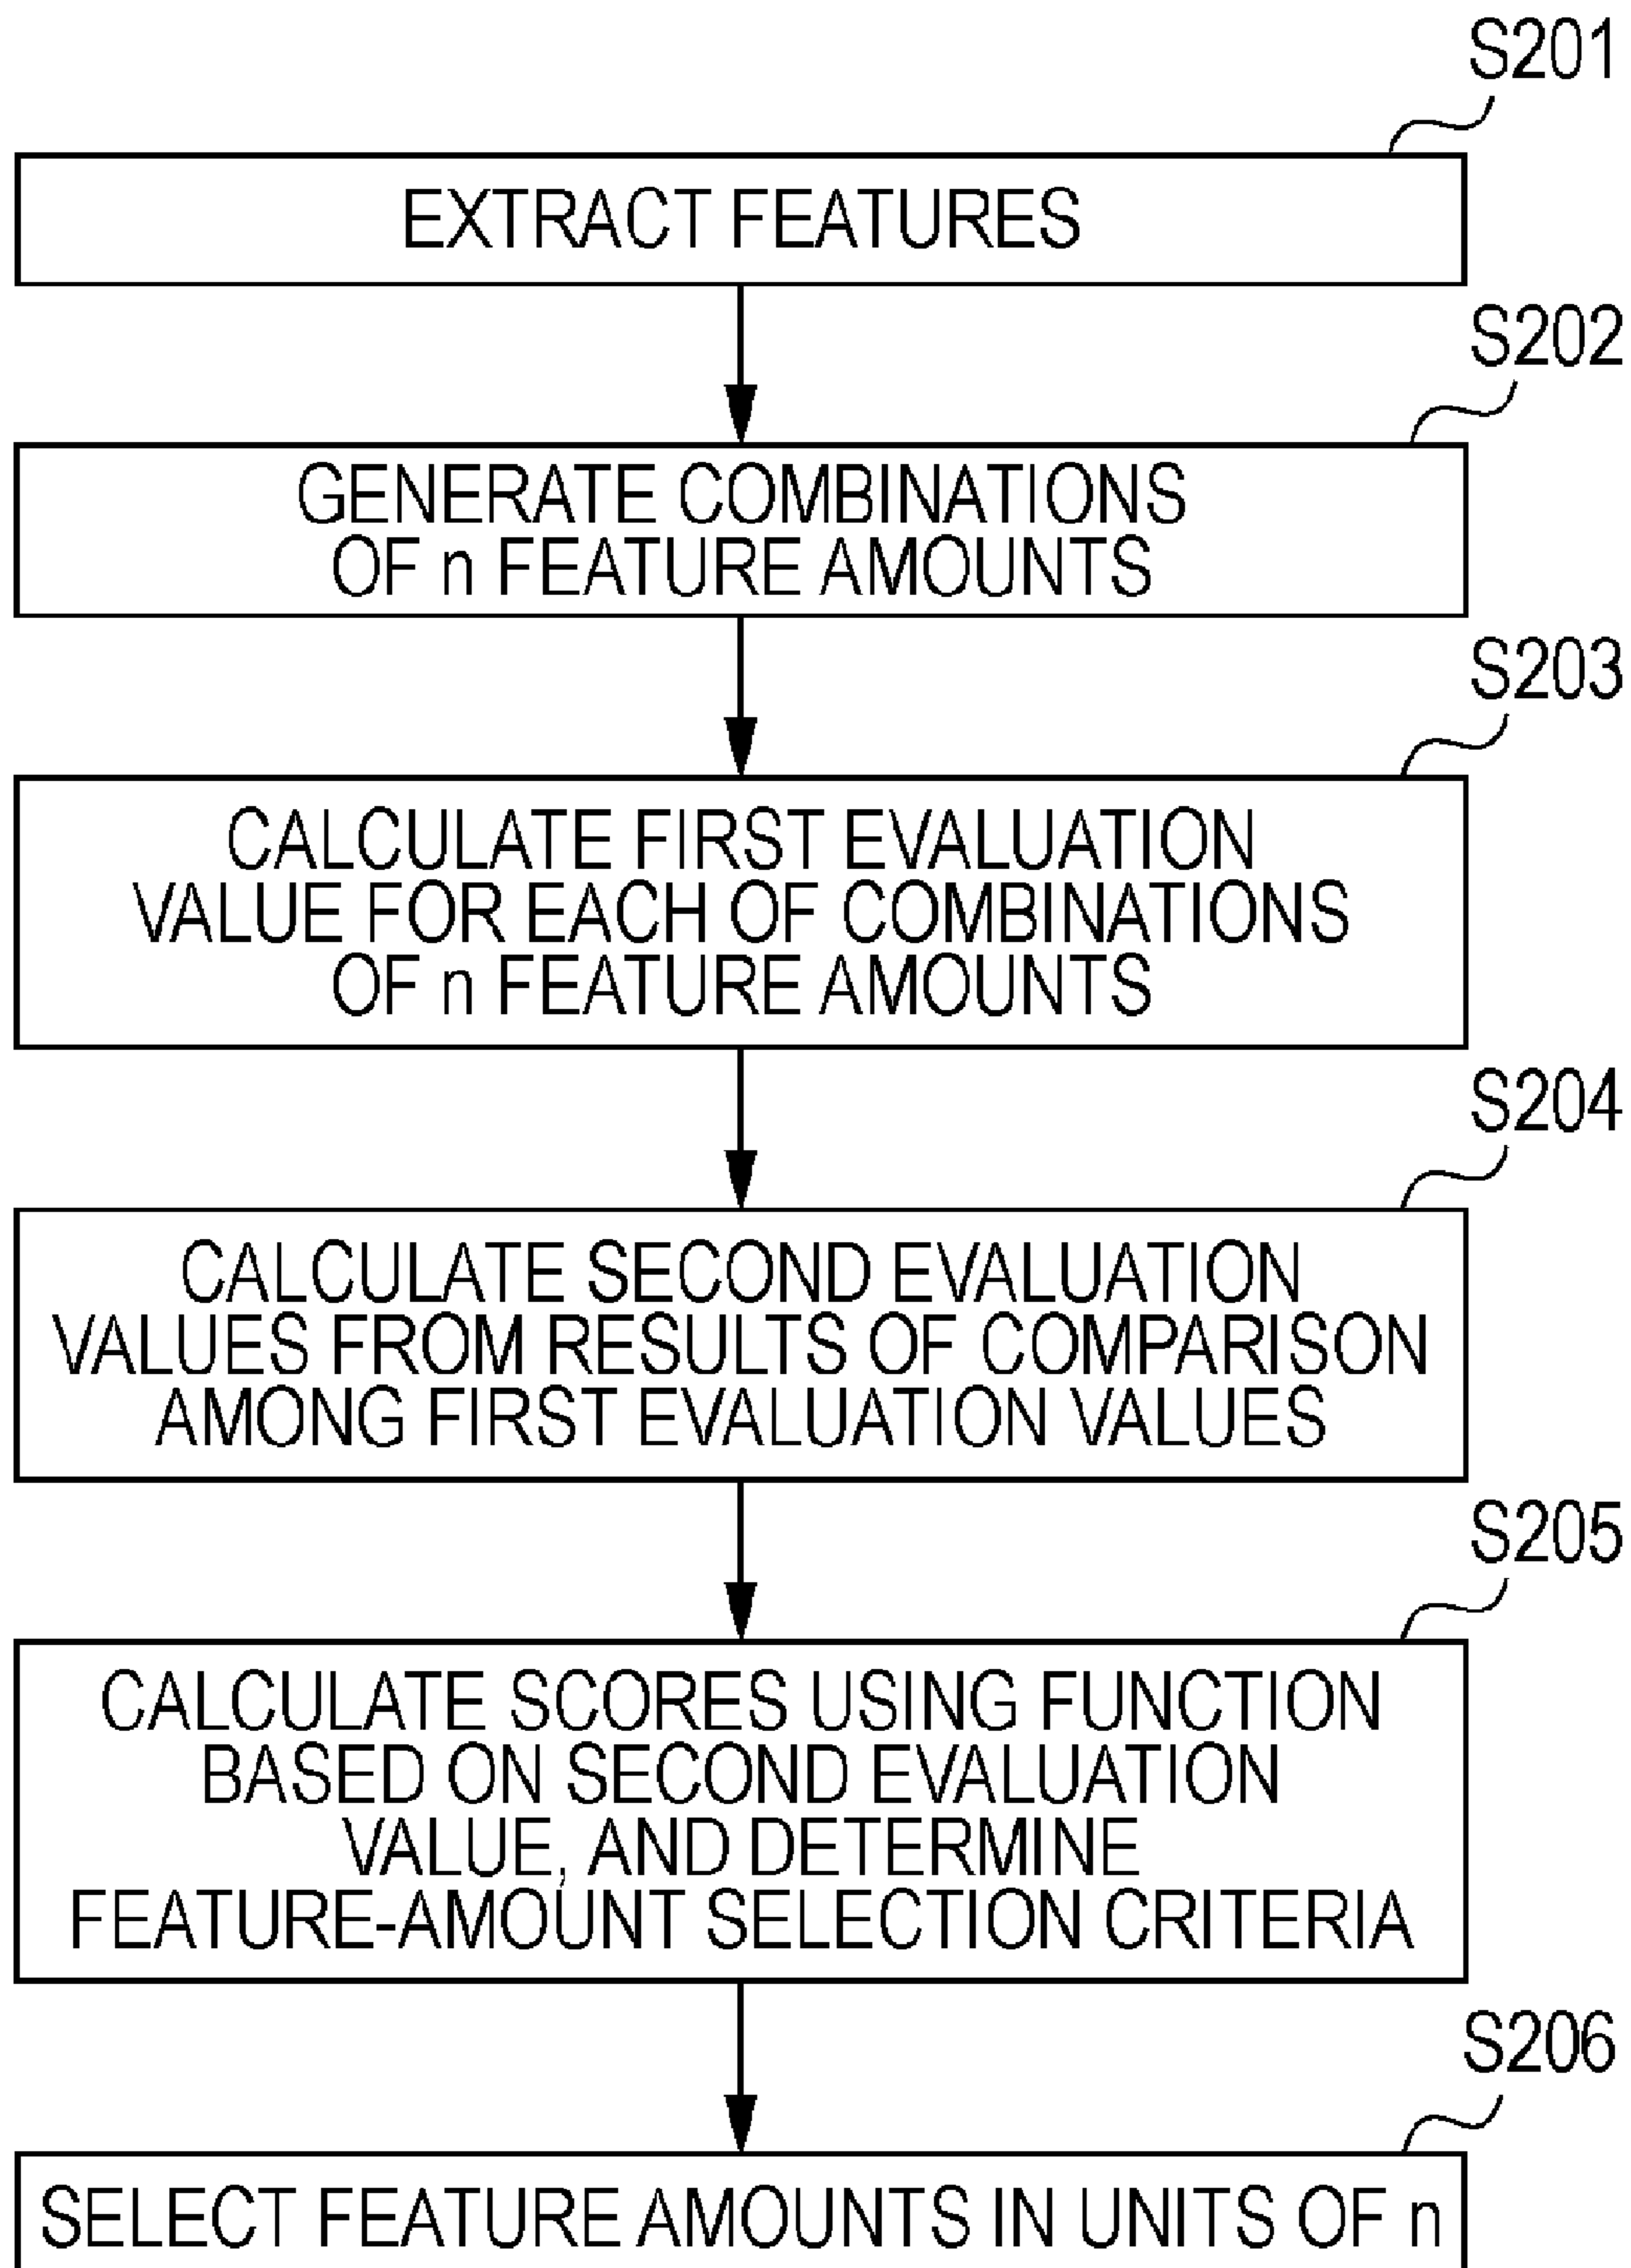 S201
EXTRACT FEATURES
S202
GENERATE COMBINATIONS
OF n FEATURE AMOUNTS
S203
CALCULATE FIRST EVALUATION
VALUE FOR EACH OF COMBINATIONS
OF n FEATURE AMOUNTS
S204
CALCULATE SECOND EVALUATION
VALUES FROM RESULTS OF COMPARISON
AMONG FIRST EVALUATION VALUES
S205
CALCULATE SCORES USING FUNCTION
BASED ON SECOND EVALUATION
VALUE, AND DETERMINE
FEATURE-AMOUNT SELECTION CRITERIA
S206
SELECT FEATURE AMOUNTS IN UNITS OF n